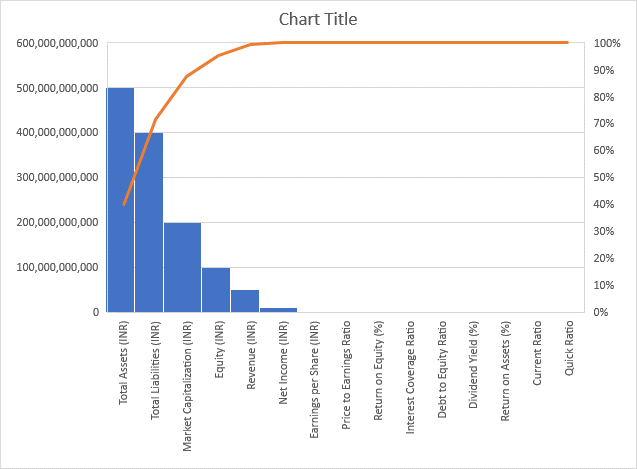 Chart Title
600,000,000,000
500,000,000,000
400,000,000,000
300,000,000,000
200,000,000,000
100,000,000,000
0
100%
90%
80%
70%
60%
50%
40%
30%
20%
10%
0%
Total Assets (INR)
Total Liabilities (INR)
Market Capitalization (INR)
Equity (INR)
Revenue (INR)
Net Income (INR)
Earnings per Share (INR)
Price to Earnings Ratio
Return on Equity (%)
Interest Coverage Ratio
Debt to Equity Ratio
Dividend Yield (%)
Return on Assets (%)
Current Ratio
Quick Ratio